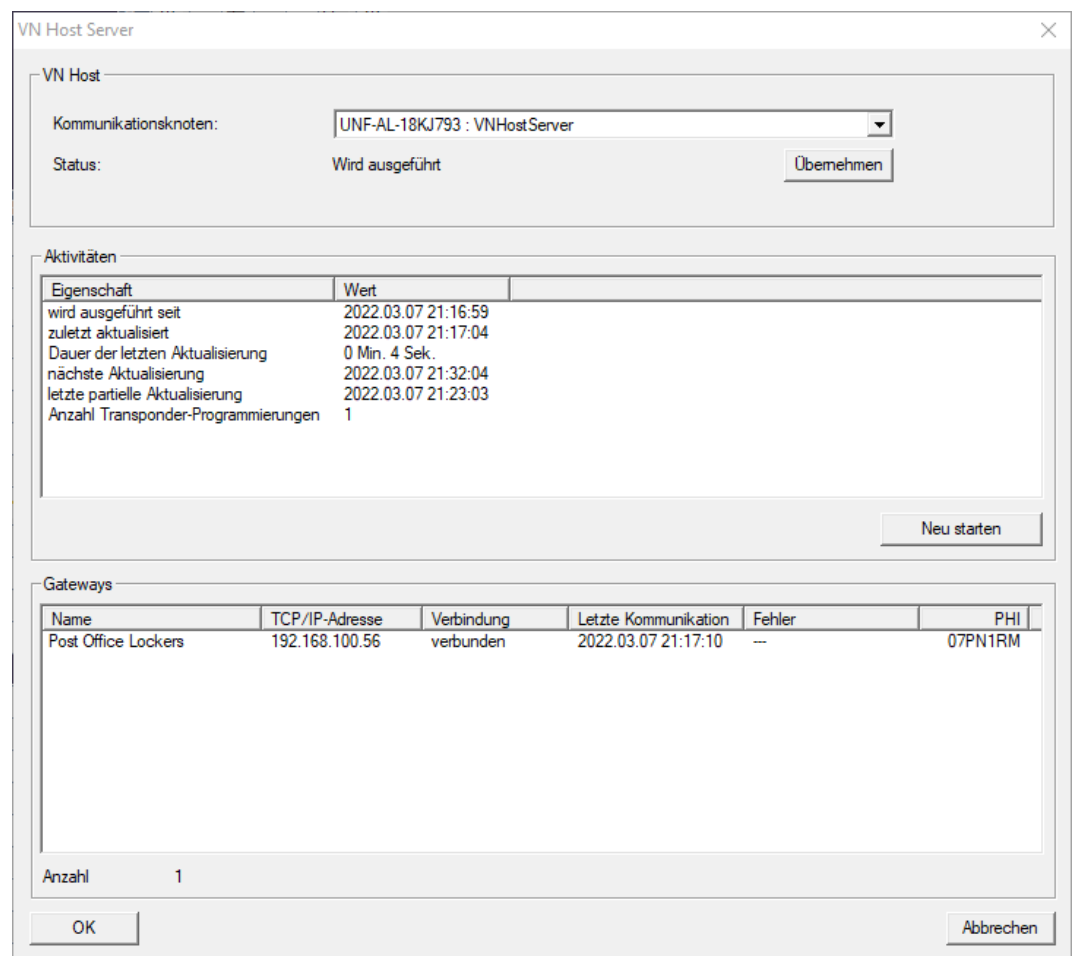 VN Host Server
VN Host
Kommunikationsknoten: UNF-AL-18KJ793 : VNHostServer
Status: Wird ausgeführt Übernehmen
Aktivitäten
Eigenschaft Wert
wird ausgeführt seit 2022.03.07 21:16:59
zuletzt aktualisiert 2022.03.07 21:17:04
Dauer der letzten Aktualisierung 0 Min. 4 Sek.
nächste Aktualisierung 2022.03.07 21:32:04
letzte partielle Aktualisierung 2022.03.07 21:23:03
Anzahl Transponder-Programmierungen 1
Neu starten
Gateways
Name TCP/IP-Adresse Verbindung Letzte Kommunikation Fehler PHI
Post Office Lockers 192.168.100.56 verbunden 2022.03.07 21:17:10 --- 07PN1RM
Anzahl 1
OK Abbrechen